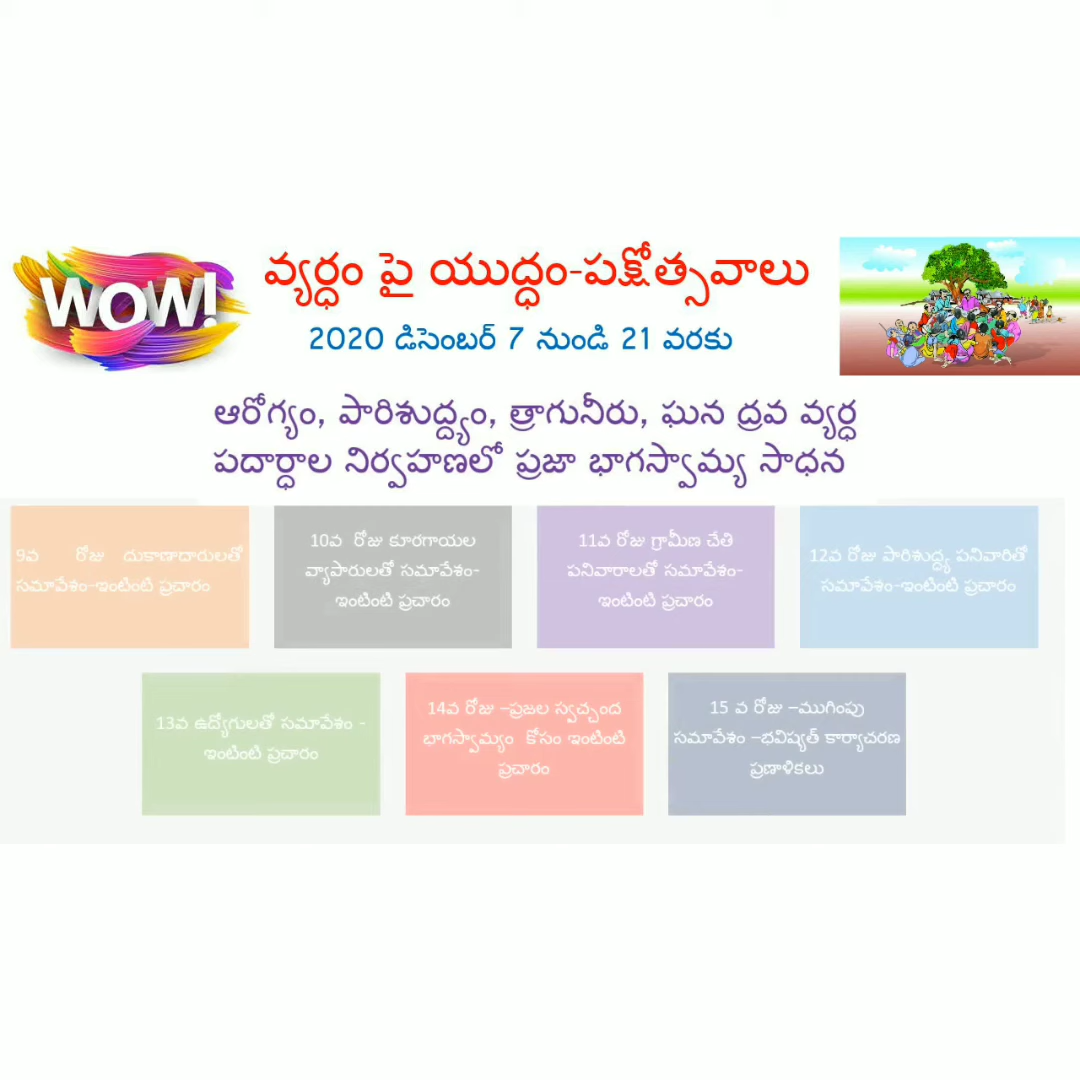 WOW!
వ్యర్ధం పై యుద్ధం-పక్షోత్సవాలు
2020 డిసెంబర్ 7 నుండి 21 వరకు
ఆరోగ్యం, పారిశుద్ద్యం, త్రాగునీరు, ఘన ద్రవ వ్యర్ధ
పదార్ధాల నిర్వహణలో ప్రజా భాగస్వామ్య సాధన
9వ రోజు దుకాణాదారులతో
సమావేశం-ఇంటింటి ప్రచారం
10వ రోజు కూరగాయల
వ్యాపారులతో సమావేశం-
ఇంటింటి ప్రచారం
11వ రోజు గ్రామీణ చేతి
పనివారాలతో సమావేశం-
ఇంటింటి ప్రచారం
12వ రోజు పారిశుద్ధ్య పనివారితో
సమావేశం-ఇంటింటి ప్రచారం
13వ ఉద్యోగులతో సమావేశం -
ఇంటింటి ప్రచారం
14వ రోజు –ప్రజల స్వచ్చంద
భాగస్వామ్యం కోసం ఇంటింటి
ప్రచారం
15 వ రోజు –ముగింపు
సమావేశం –భవిష్యత్ కార్యాచరణ
ప్రణాళికలు